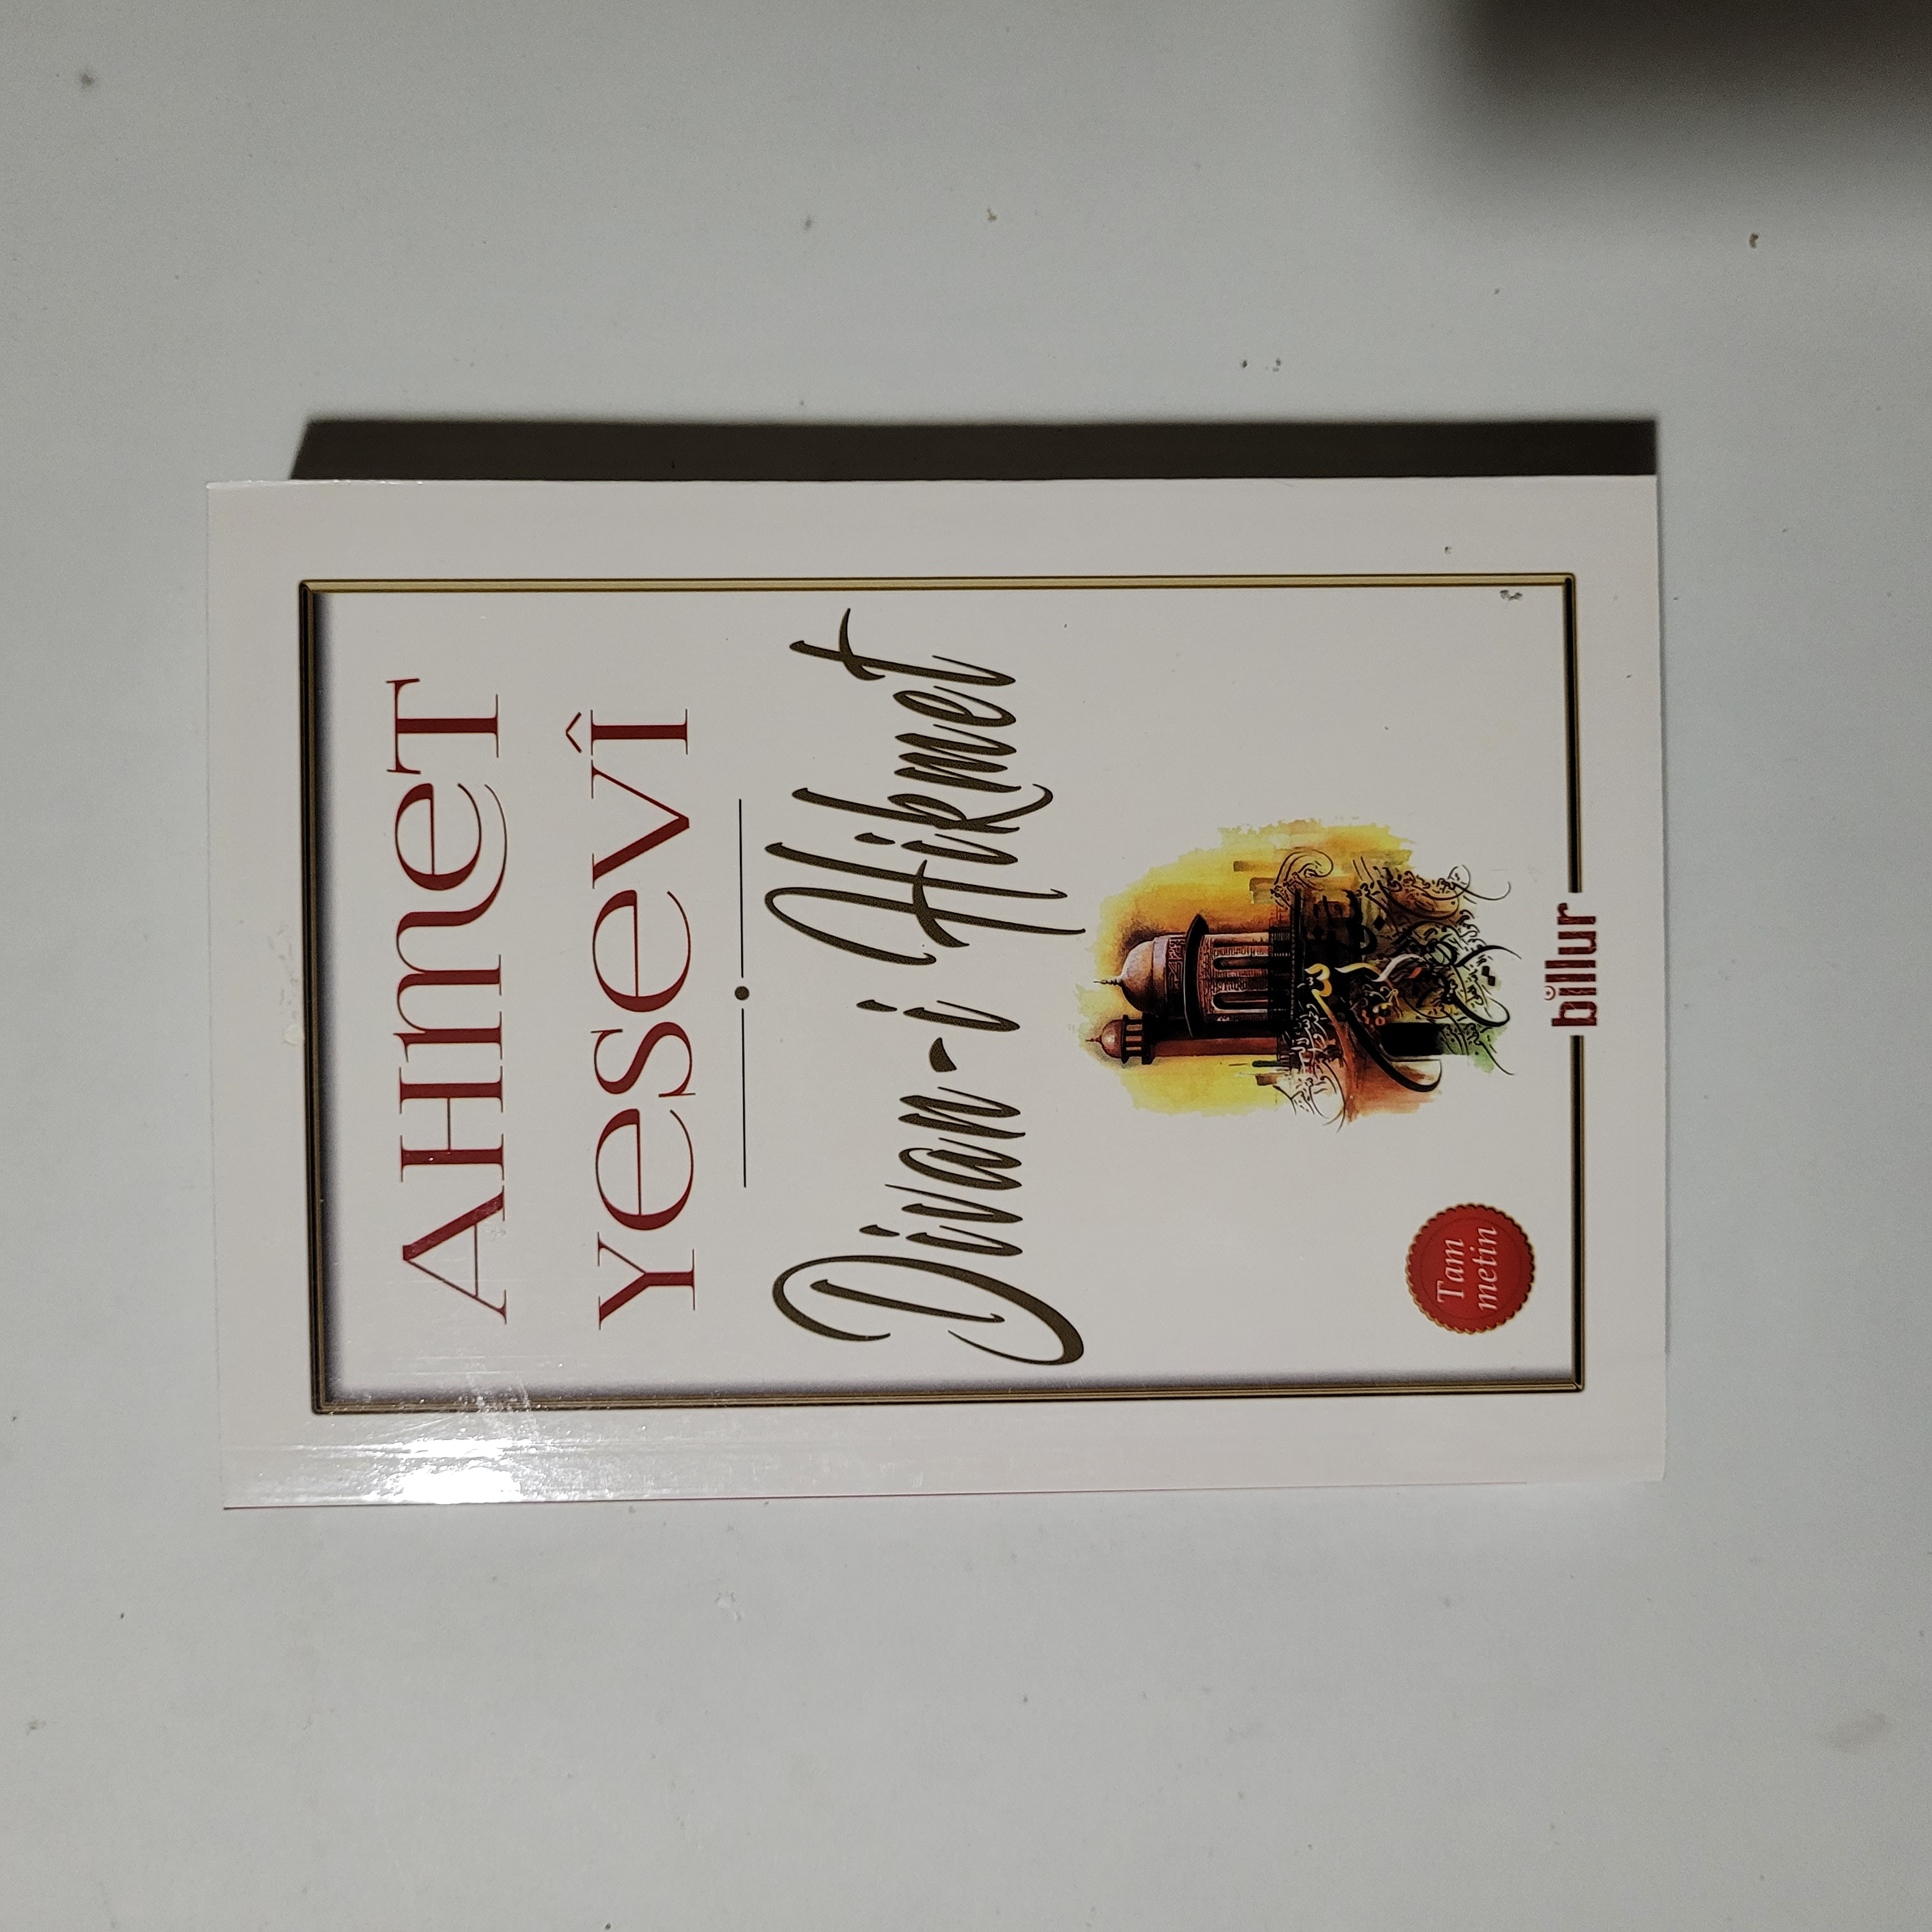 AHmeT
Yesevî
Divan-i Hikmet
Tam
metin
billur